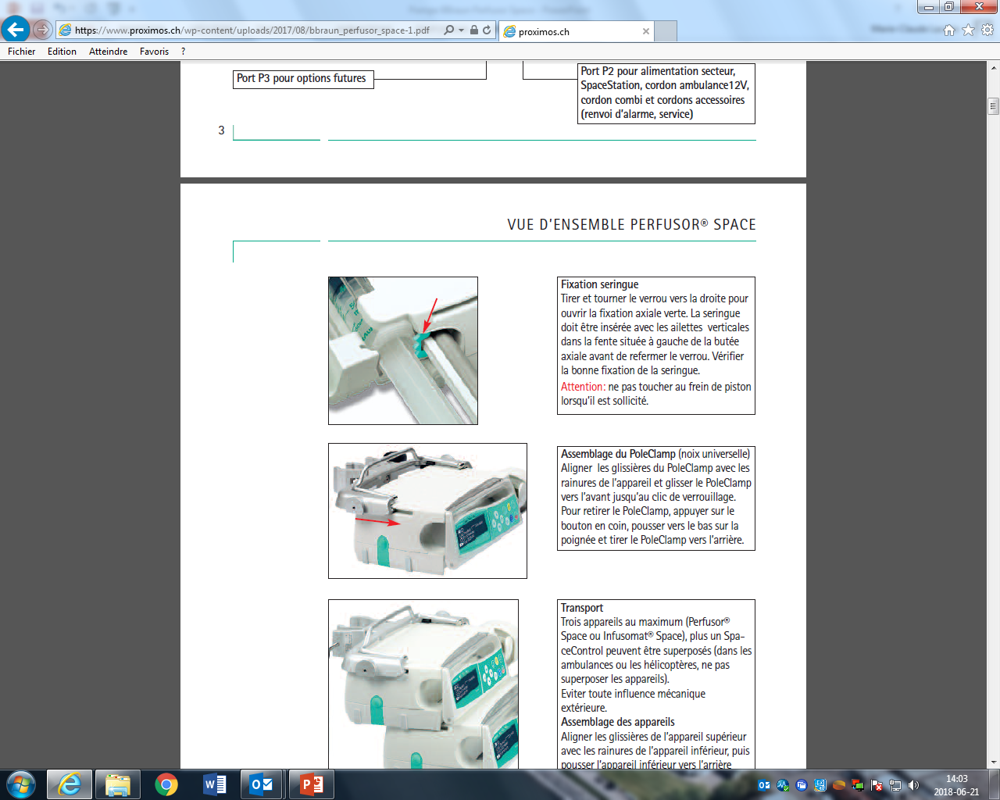 https://www.proximos.ch/wp-content/uploads/2017/08/bbraun_perfusor_space-1.pdf
proximos.ch
Fichier Edition Atteindre Favoris ?
Port P3 pour options futures
Port P2 pour alimentation secteur,
SpaceStation, cordon ambulance12V,
cordon combi et cordons accessoires
(renvoi d'alarme, service)
3
VUE D'ENSEMBLE PERFUSOR® SPACE
Fixation seringue
Tirer et tourner le verrou vers la droite pour
ouvrir la fixation axiale verte. La seringue
doit être insérée avec les ailettes verticales
dans la fente située à gauche de la butée
axiale avant de refermer le verrou. Vérifier
la bonne fixation de la seringue.
Attention: ne pas toucher au frein de piston
lorsqu'il est sollicité.
Assemblage du PoleClamp (noix universelle)
Aligner les glissières du PoleClamp avec les
rainures de l'appareil et glisser le PoleClamp
vers l'avant jusqu'au clic de verrouillage.
Pour retirer le PoleClamp, appuyer sur le
bouton en coin, pousser vers le bas sur la
poignée et tirer le PoleClamp vers l'arrière.
Transport
Trois appareils au maximum (Perfusor®
Space ou Infusomat® Space), plus un Spa-
ceControl peuvent être superposés (dans les
ambulances ou les hélicoptères, ne pas
superposer les appareils).
Eviter toute influence mécanique
extérieure.
Assemblage des appareils
Aligner les glissières de l'appareil supérieur
avec les rainures de l'appareil inférieur, puis
pousser l'appareil inférieur vers l'arrière
14:03
2018-06-21